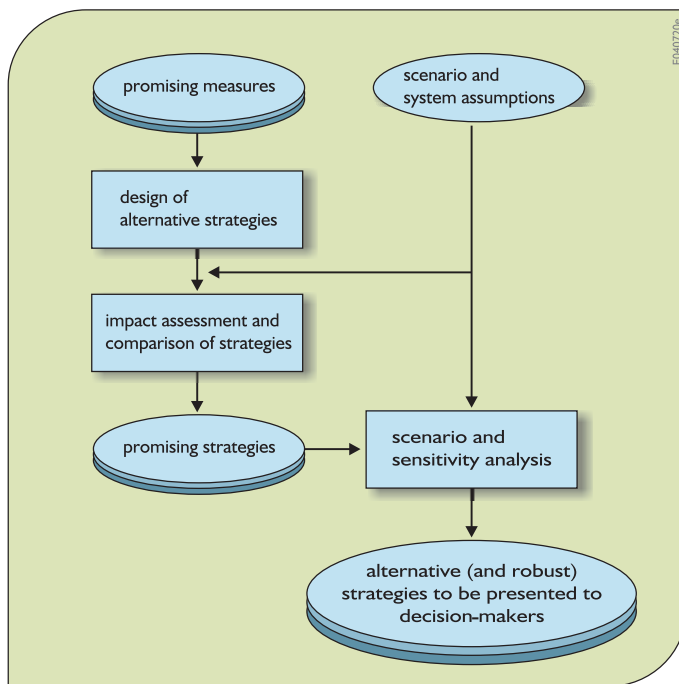 promising measures
scenario and
system assumptions
design of
alternative strategies
impact assessment and
comparison of strategies
promising strategies
scenario and
sensitivity analysis
alternative (and robust)
strategies to be presented to
decision-makers
E040720e